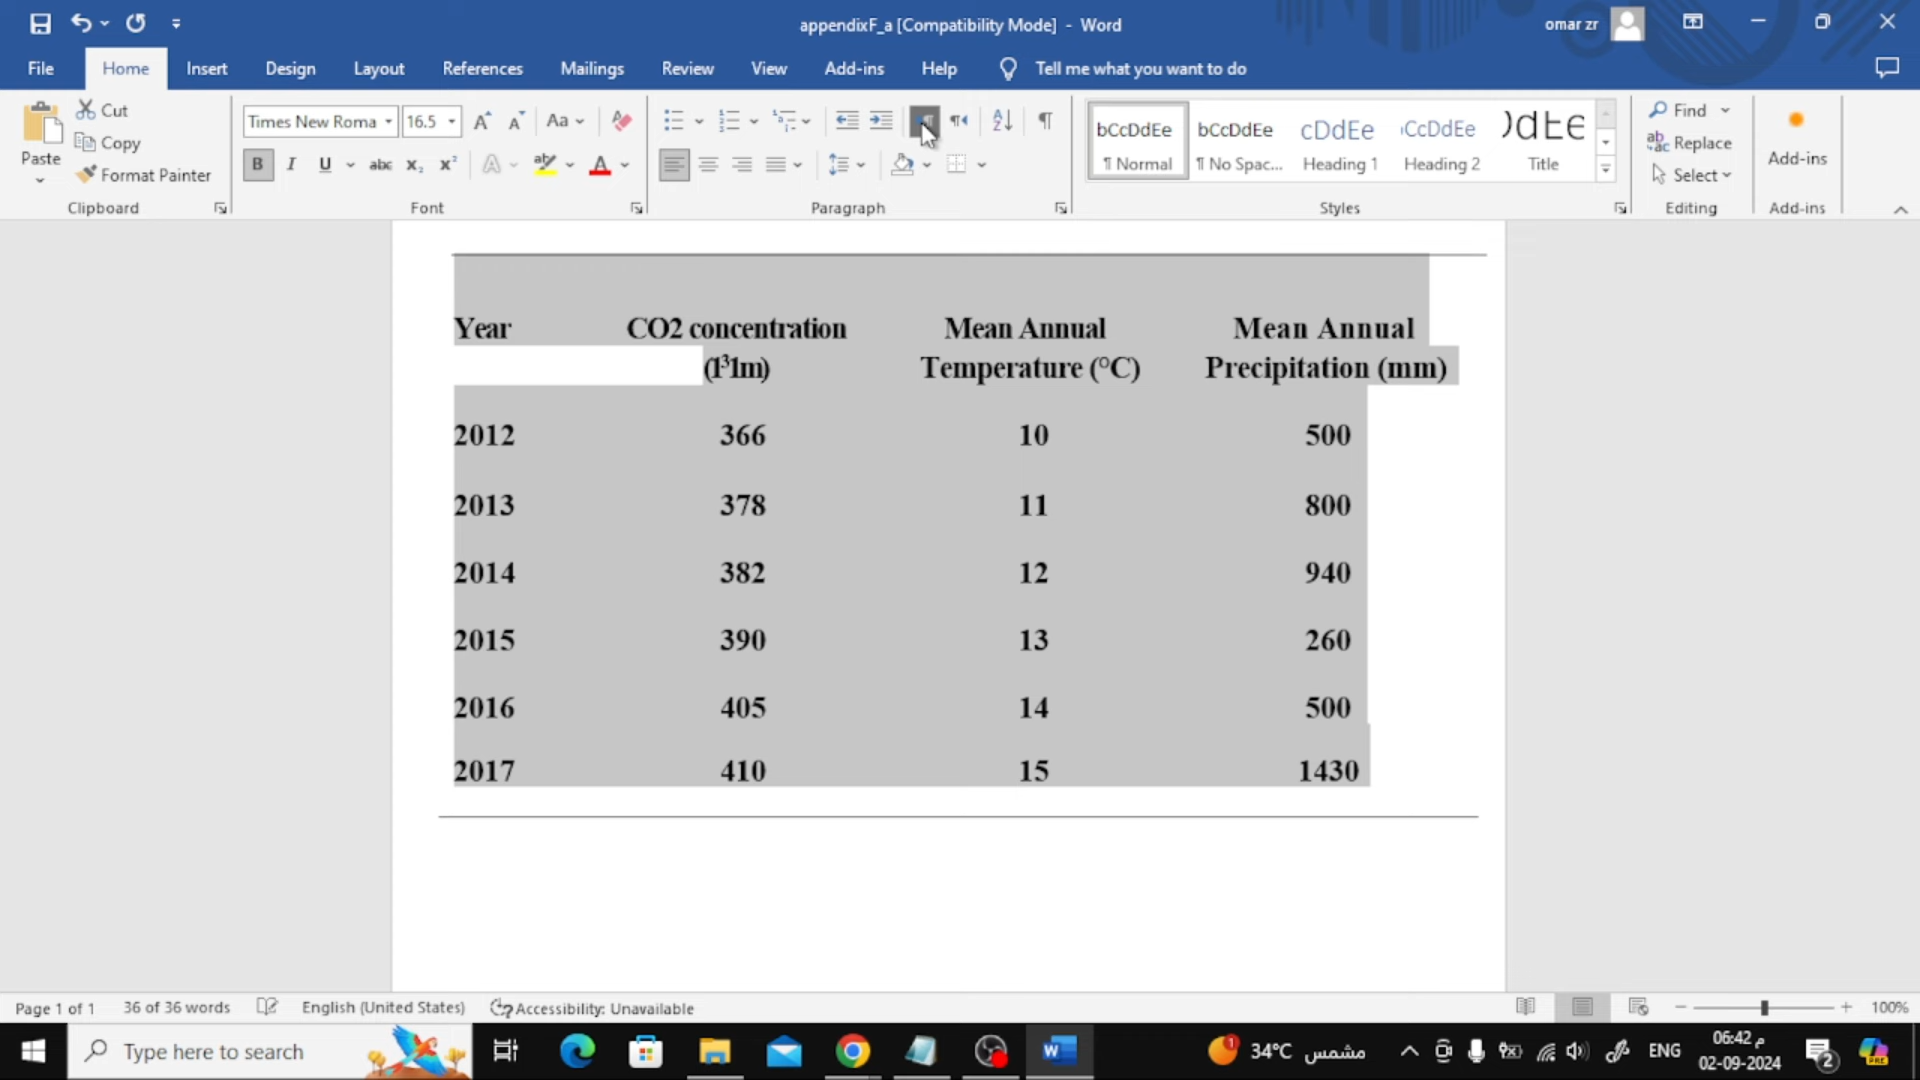 appendixF_a [Compatibility Mode] - Word
omar zr
File Home Insert Design Layout References Mailings Review View Add-ins Help Tell me what you want to do
Paste
Cut
Copy
Format Painter
Clipboard
Times New Roma 16.5
Font
Paragraph
bCcDdEe
¶ Normal
bCcDdEe
¶ No Spac...
Heading 1
Heading 2
Title
Styles
Find
Replace
Select
Editing
Add-ins
Add-ins
Year CO2 concentration Mean Annual Mean Annual
(l³1m) Temperature (°C) Precipitation (mm)
2012 366 10 500
2013 378 11 800
2014 382 12 940
2015 390 13 260
2016 405 14 500
2017 410 15 1430
Page 1 of 1 36 of 36 words English (United States) Accessibility: Unavailable 100%
Type here to search
34°C مشمس
ENG
06:42 م
02-09-2024
2